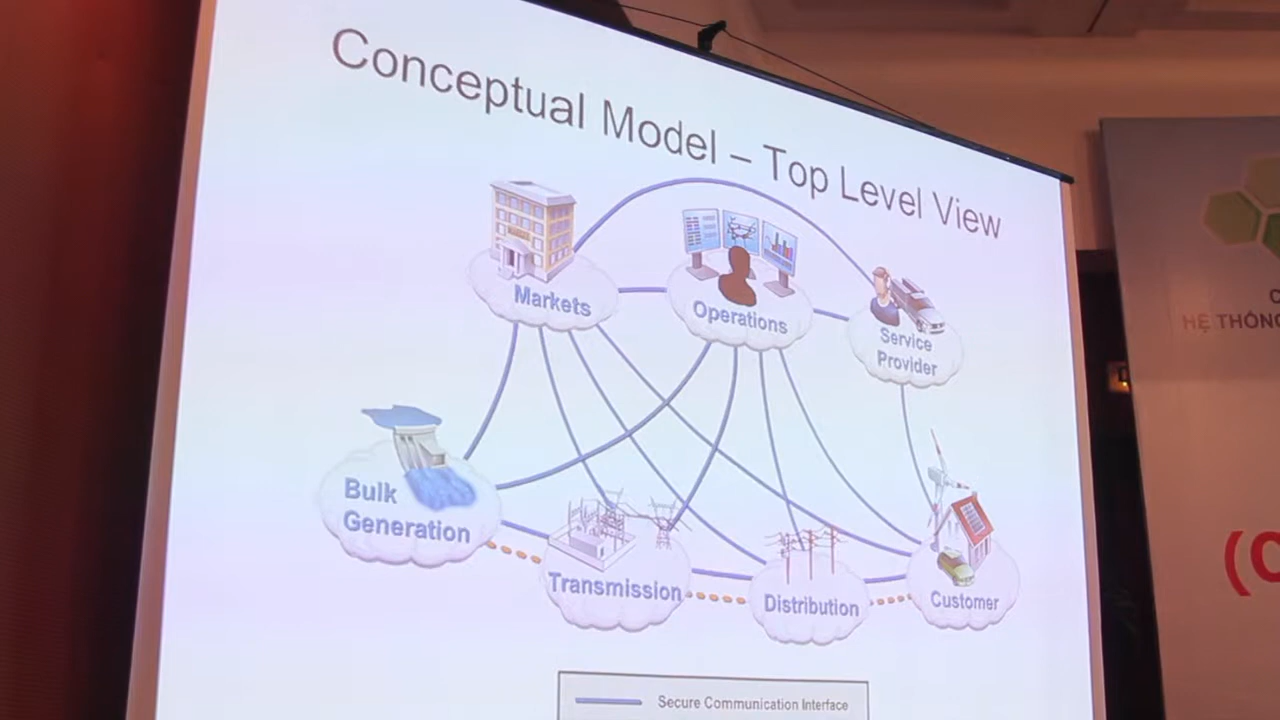 Conceptual Model – Top Level View
Markets
Operations
Service
Provider
Bulk
Generation
Transmission
Distribution
Customer
Secure Communication Interface
HỆ THỐNG